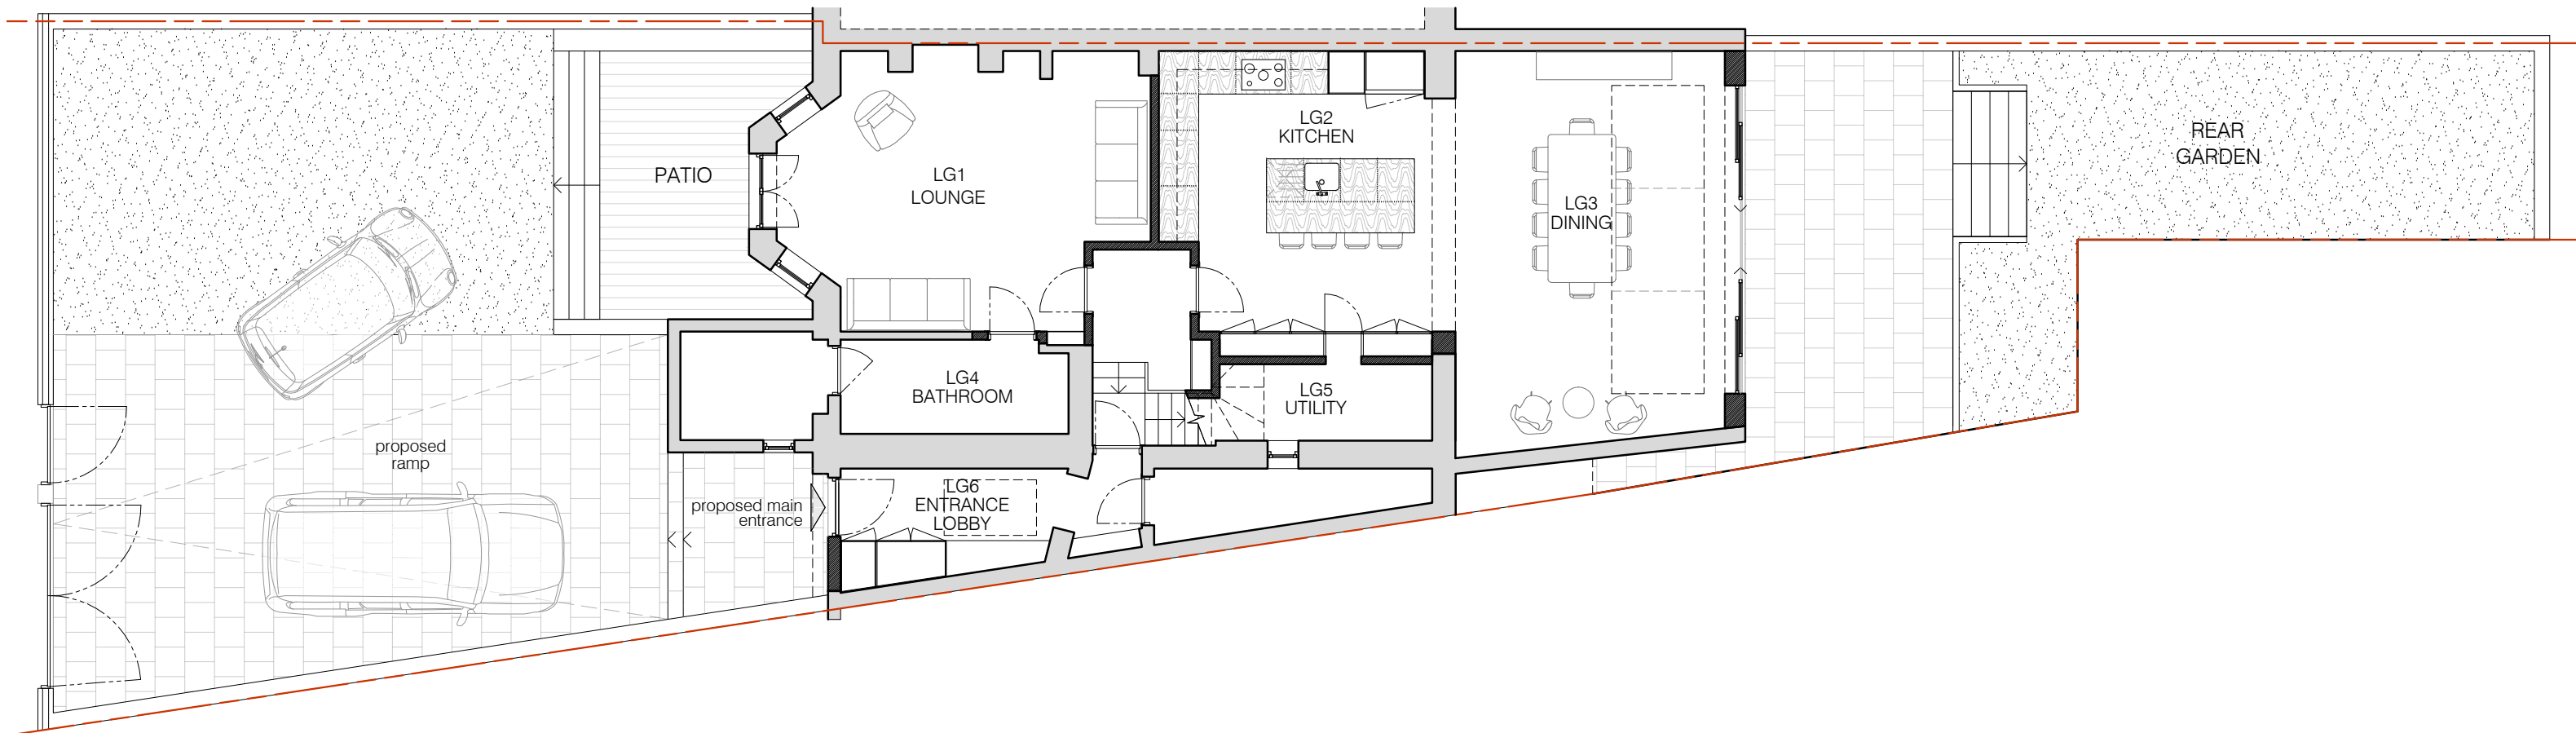 PATIO
LG1
LOUNGE
LG2
KITCHEN
LG3
DINING
REAR
GARDEN
LG4
BATHROOM
LG5
UTILITY
proposed
ramp
proposed main
entrance
LG6
ENTRANCE
LOBBY